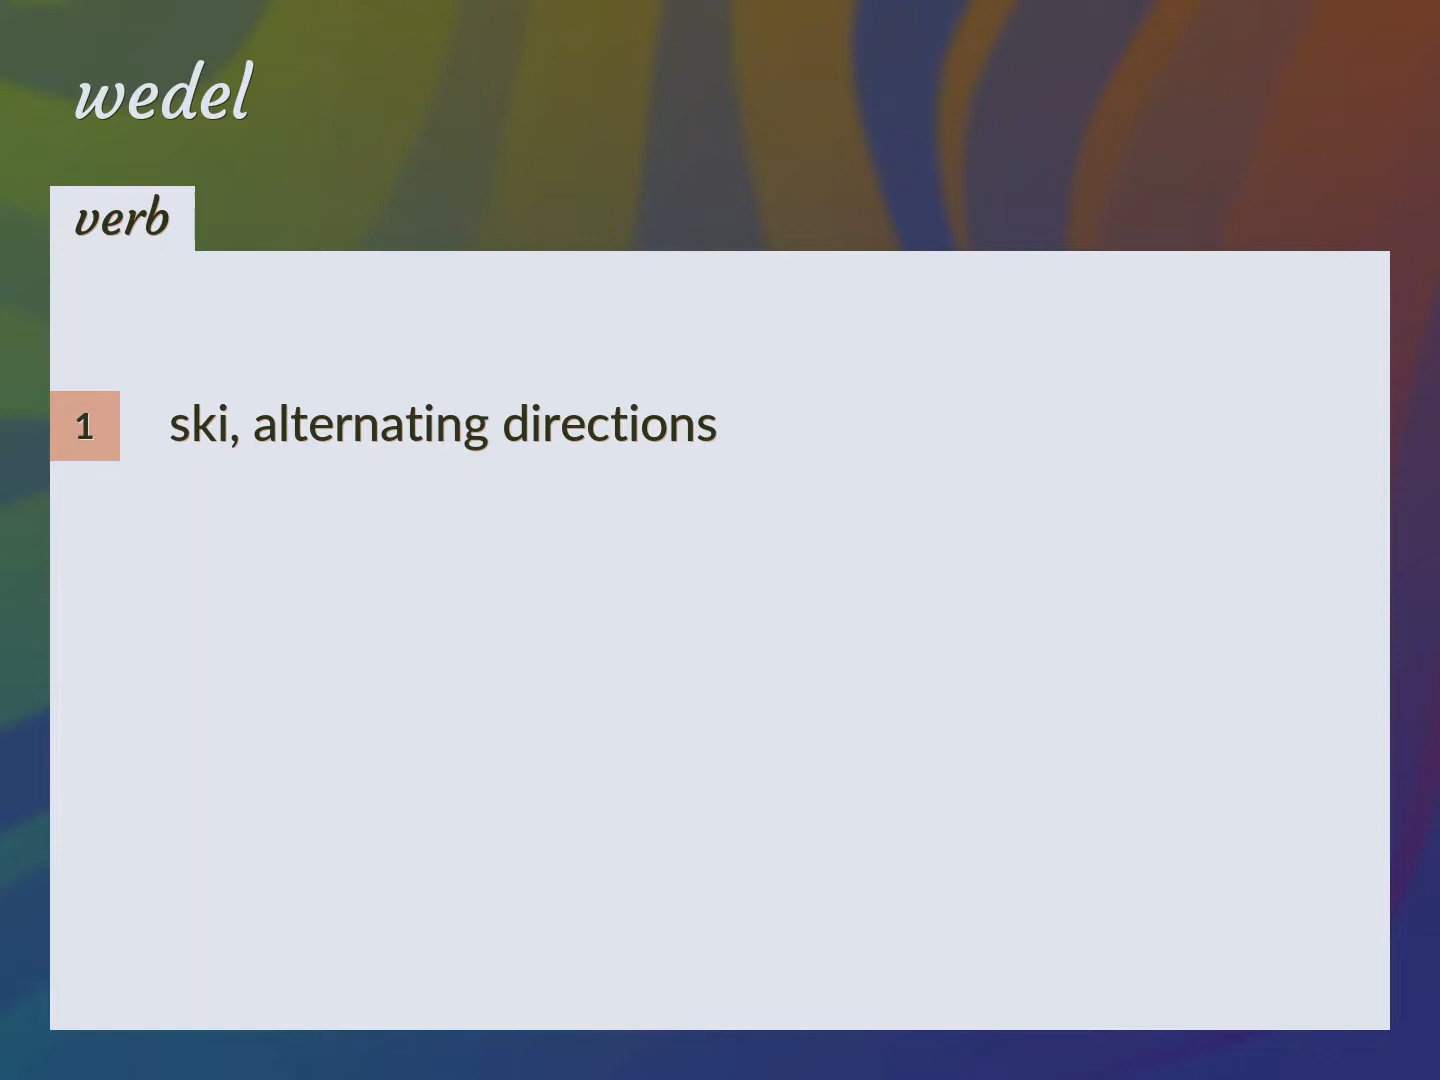 wedel
verb
1 ski, alternating directions